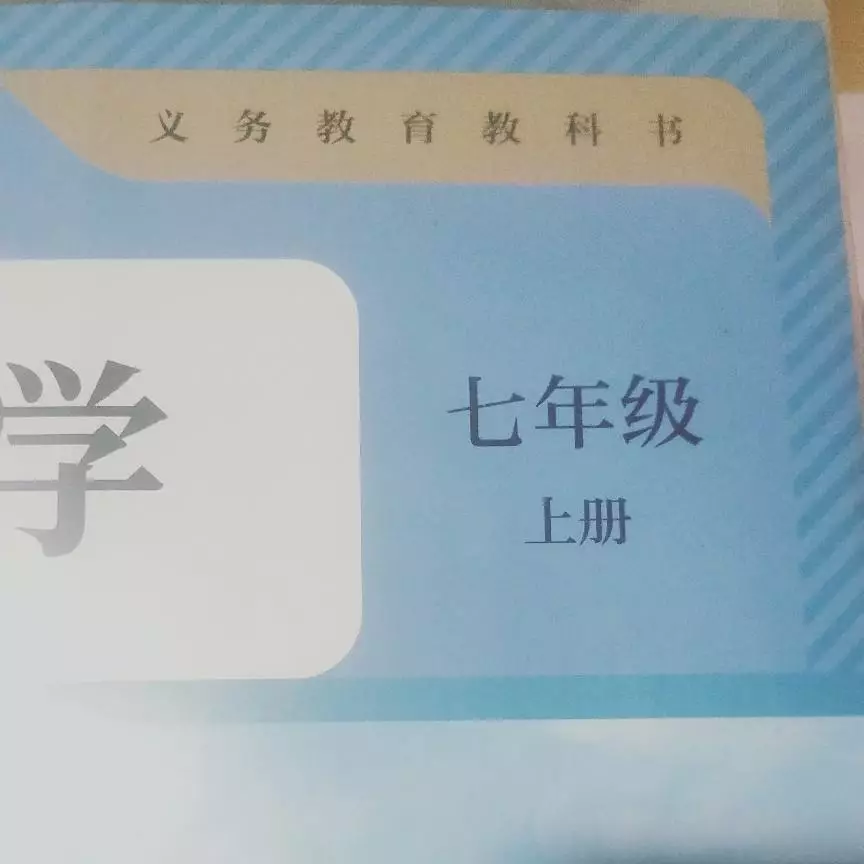 义务教育教科书
学
七年级
上册